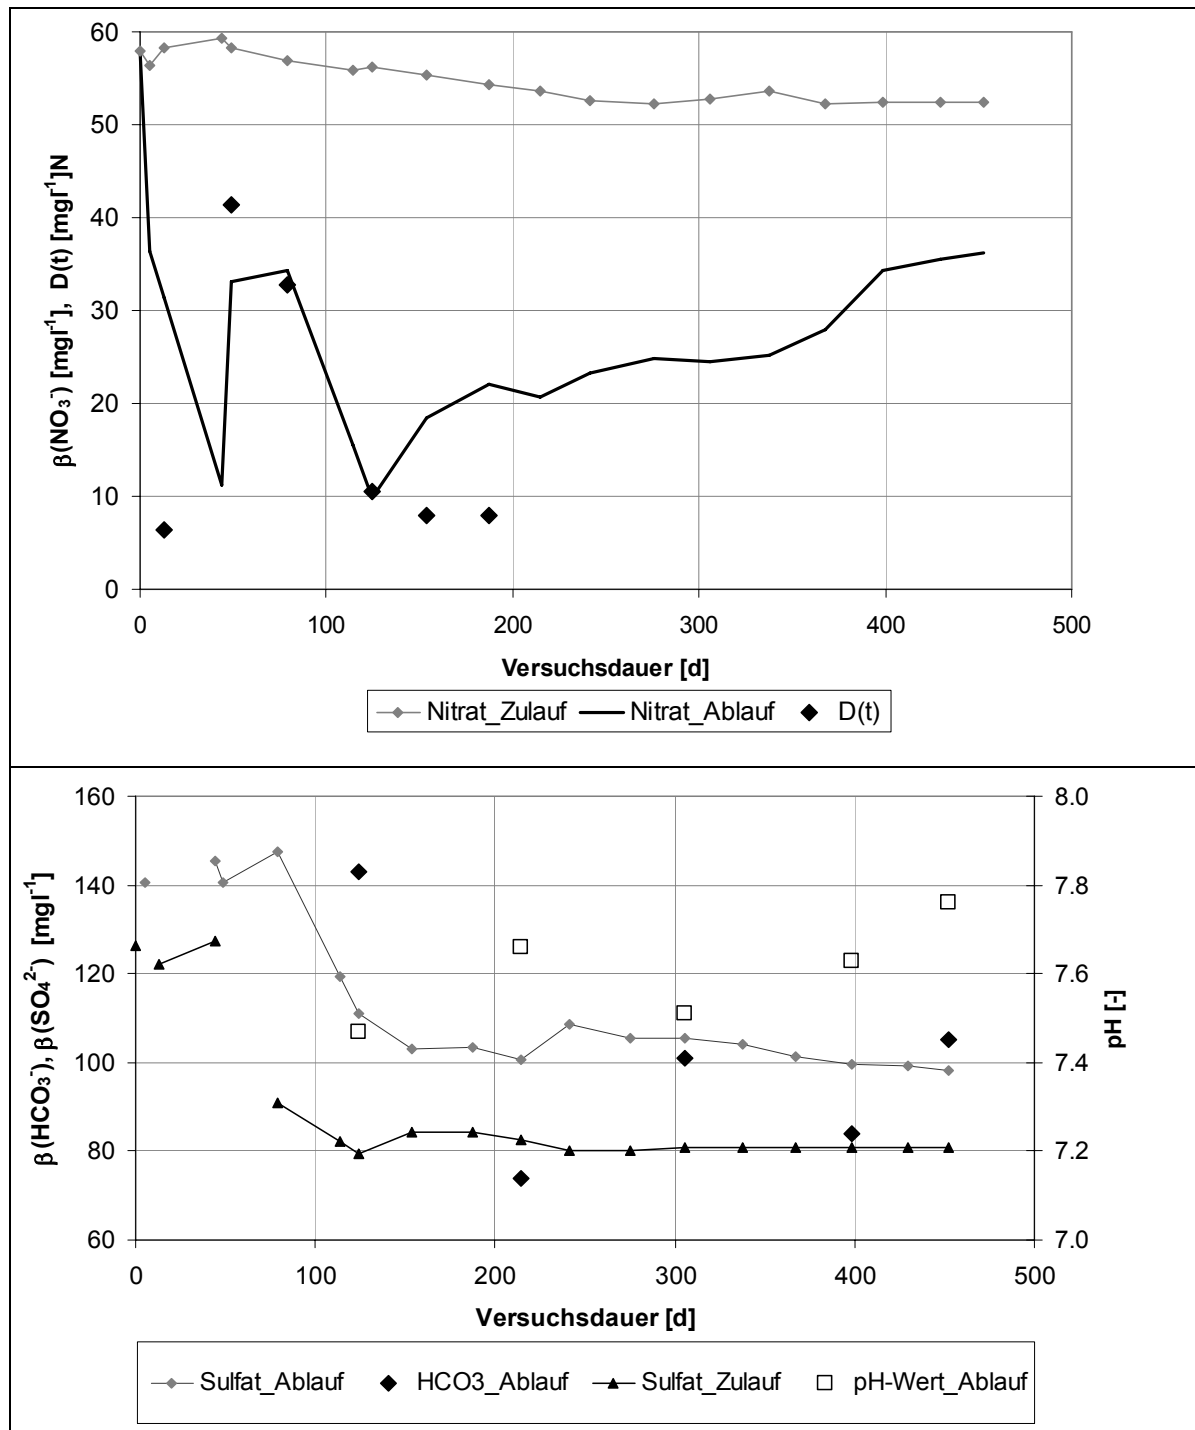 60
50
40
30
20
10
0
β(NO₃⁻) [mgl⁻¹], D(t) [mgl⁻¹]N
0 100 200 300 400 500
Versuchsdauer [d]
Nitrat_Zulauf Nitrat_Ablauf D(t)
160 8.0
140 7.8
120 7.6
100 7.4
80 7.2
60 7.0
β(HCO₃⁻), β(SO₄²⁻) [mgl⁻¹]
pH [-]
0 100 200 300 400 500
Versuchsdauer [d]
Sulfat_Ablauf HCO3_Ablauf Sulfat_Zulauf pH-Wert_Ablauf